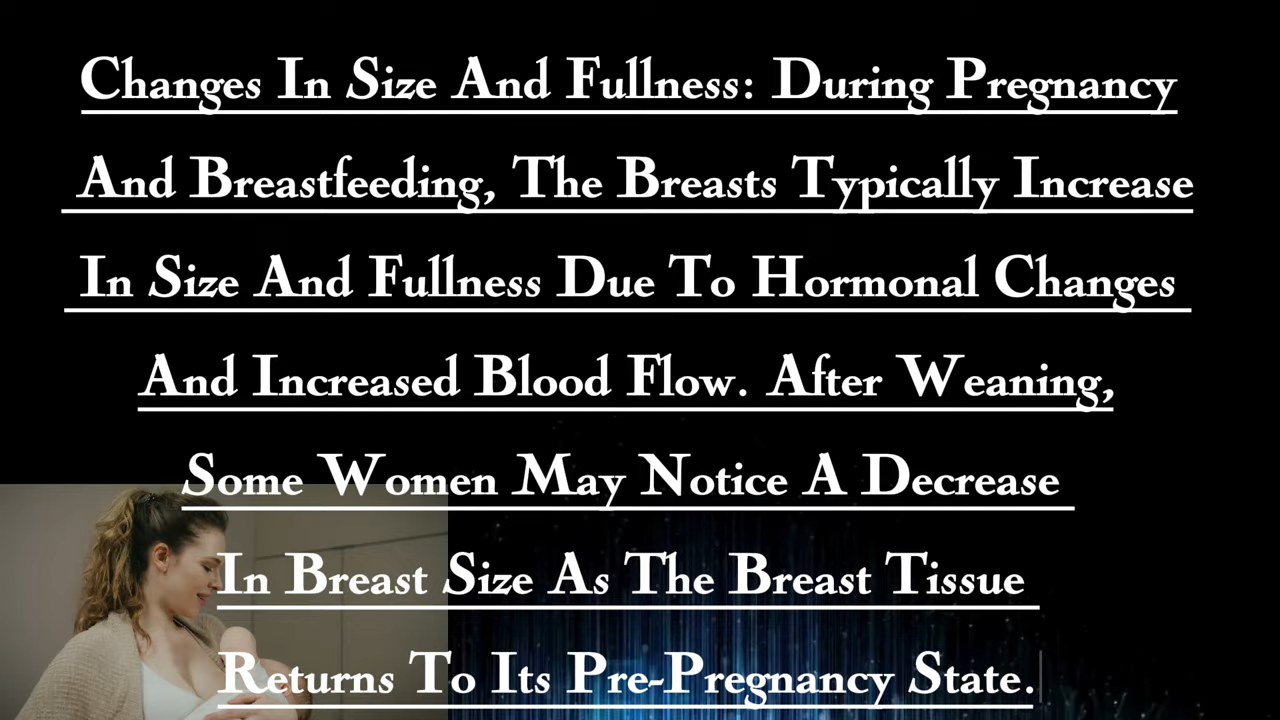 Changes In Size And Fullness: During Pregnancy
And Breastfeeding, The Breasts Typically Increase
In Size And Fullness Due To Hormonal Changes
And Increased Blood Flow. After Weaning,
Some Women May Notice A Decrease
In Breast Size As The Breast Tissue
Returns To Its Pre-Pregnancy State.